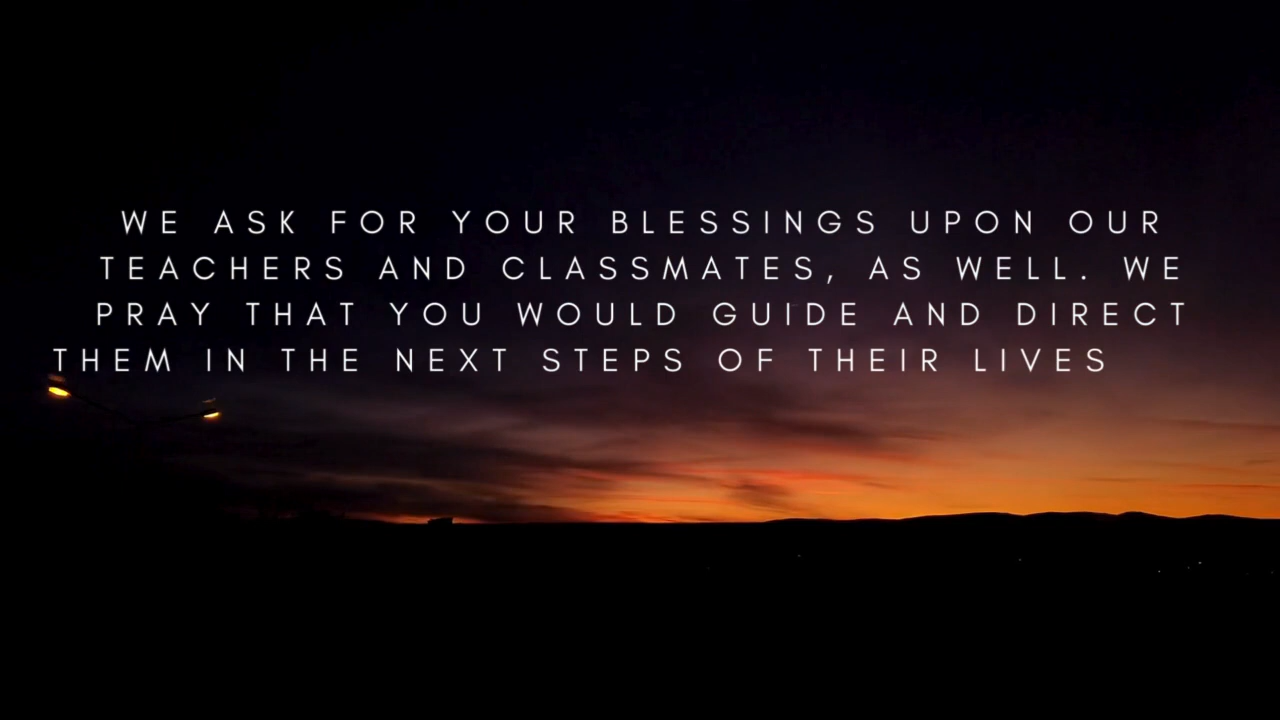 WE ASK FOR YOUR BLESSINGS UPON OUR
TEACHERS AND CLASSMATES, AS WELL. WE
PRAY THAT YOU WOULD GUIDE AND DIRECT
THEM IN THE NEXT STEPS OF THEIR LIVES